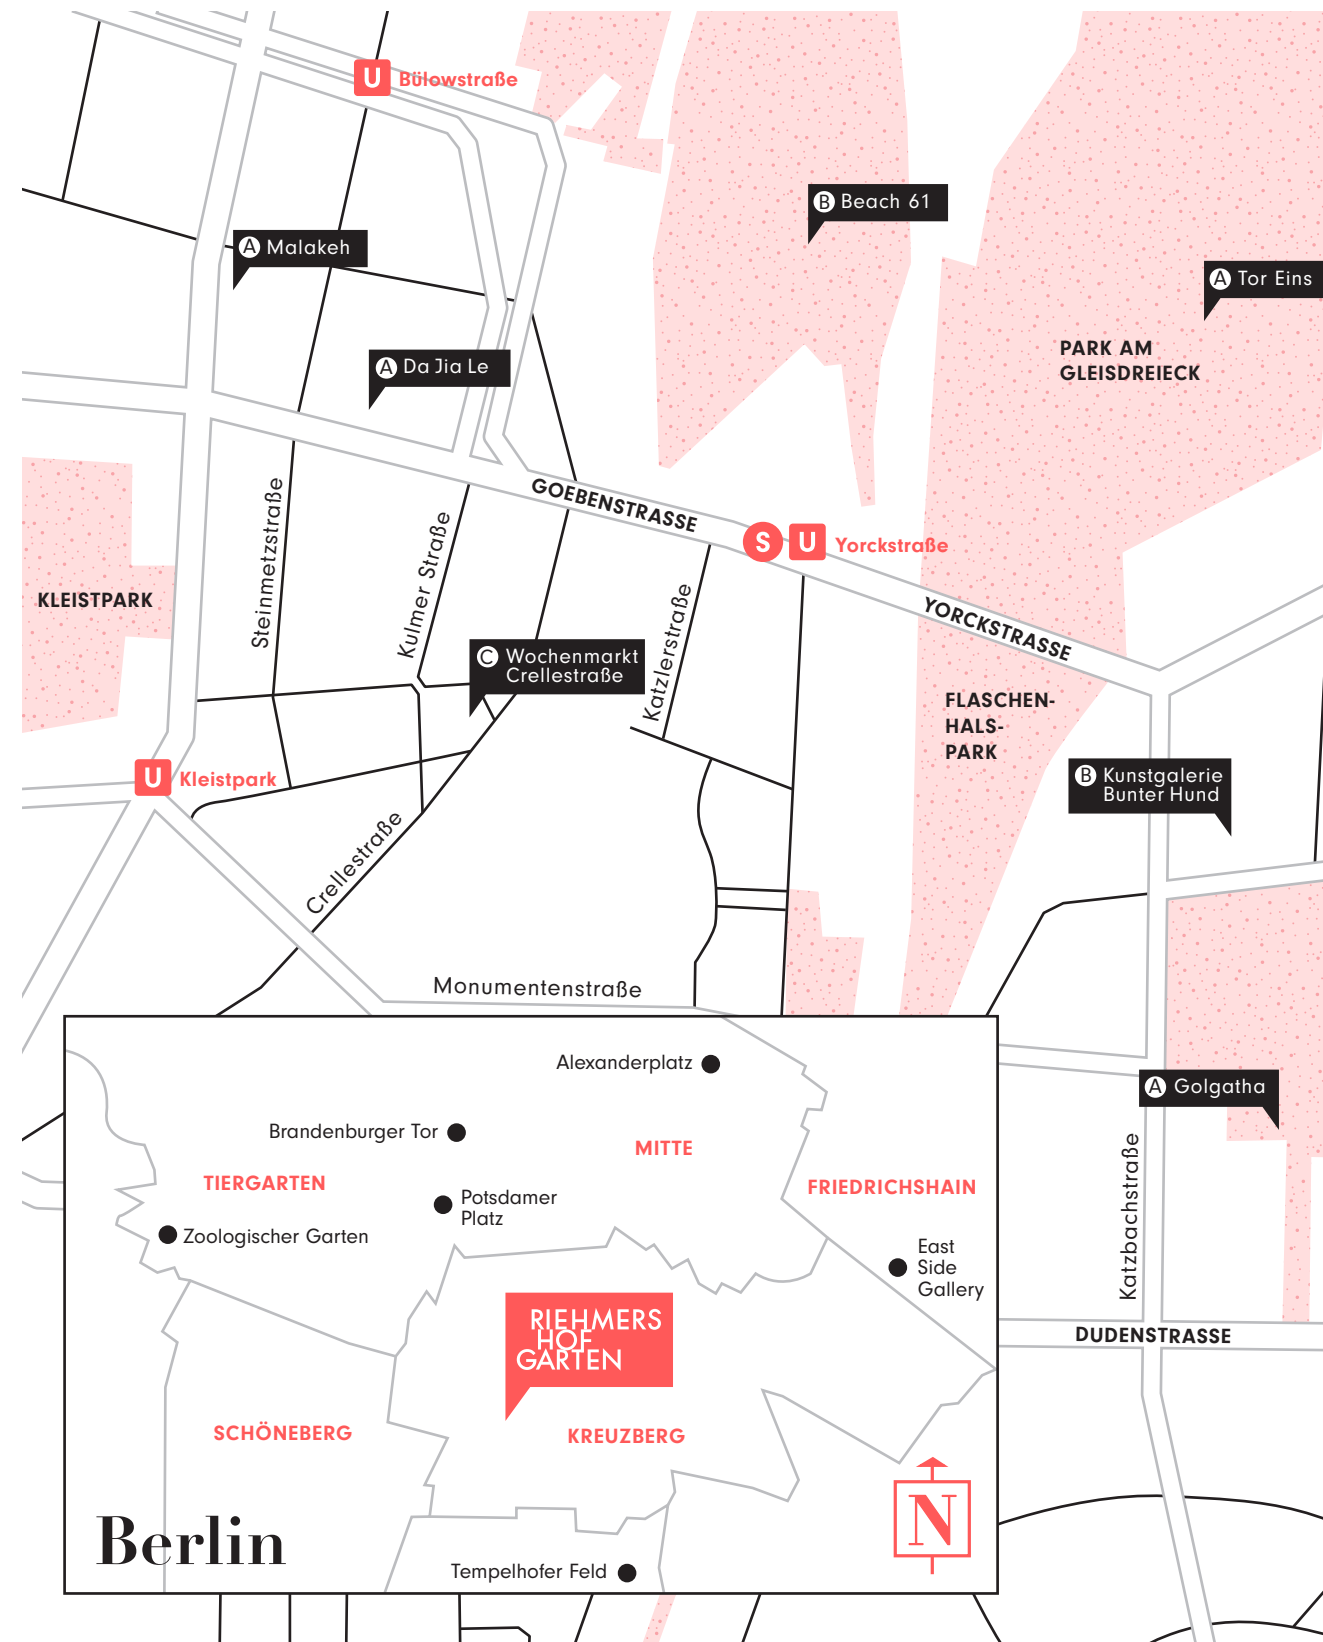 U Bülowstraße
B Beach 61
A Malakeh
A Tor Eins
PARK AM
GLEISDREIECK
A Da Jia Le
GOEBENSTRASSE
S U Yorckstraße
Steinmetzstraße
Kulmer Straße
KLEISTPARK
Katzlerstraße
YORCKSTRASSE
C Wochenmarkt
Crellestraße
FLASCHEN-
HALS-
PARK
U Kleistpark
B Kunstgalerie
Bunter Hund
Crellestraße
Monumentenstraße
A Golgatha
Katzbachstraße
DUDENSTRASSE
Alexanderplatz
Brandenburger Tor
MITTE
TIERGARTEN
FRIEDRICHSHAIN
Potsdamer
Platz
Zoologischer Garten
East
Side
Gallery
RIEHMERS
HOF
GARTEN
SCHÖNEBERG
KREUZBERG
N
Berlin
Tempelhofer Feld